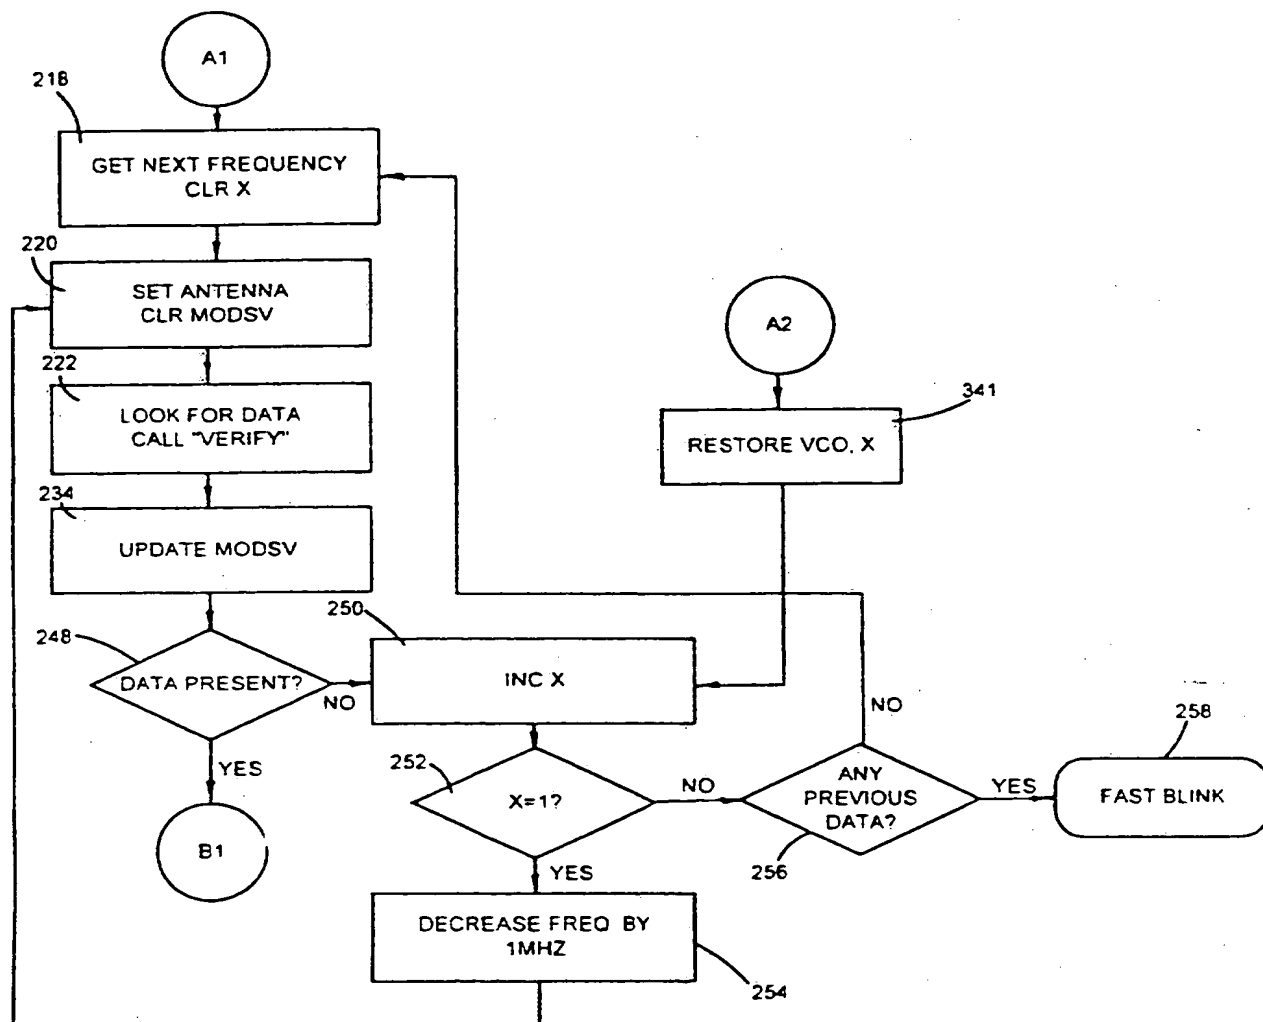 A1
218
GET NEXT FREQUENCY
CLR X
220
SET ANTENNA
CLR MODSV
A2
222
LOOK FOR DATA
CALL "VERIFY"
341
RESTORE VCO, X
234
UPDATE MODSV
250
248
DATA PRESENT?
NO
INC X
NO
258
YES
252
X=1?
NO
ANY
PREVIOUS
DATA?
YES
FAST BLINK
B1
256
YES
DECREASE FREQ BY
1MHZ
254